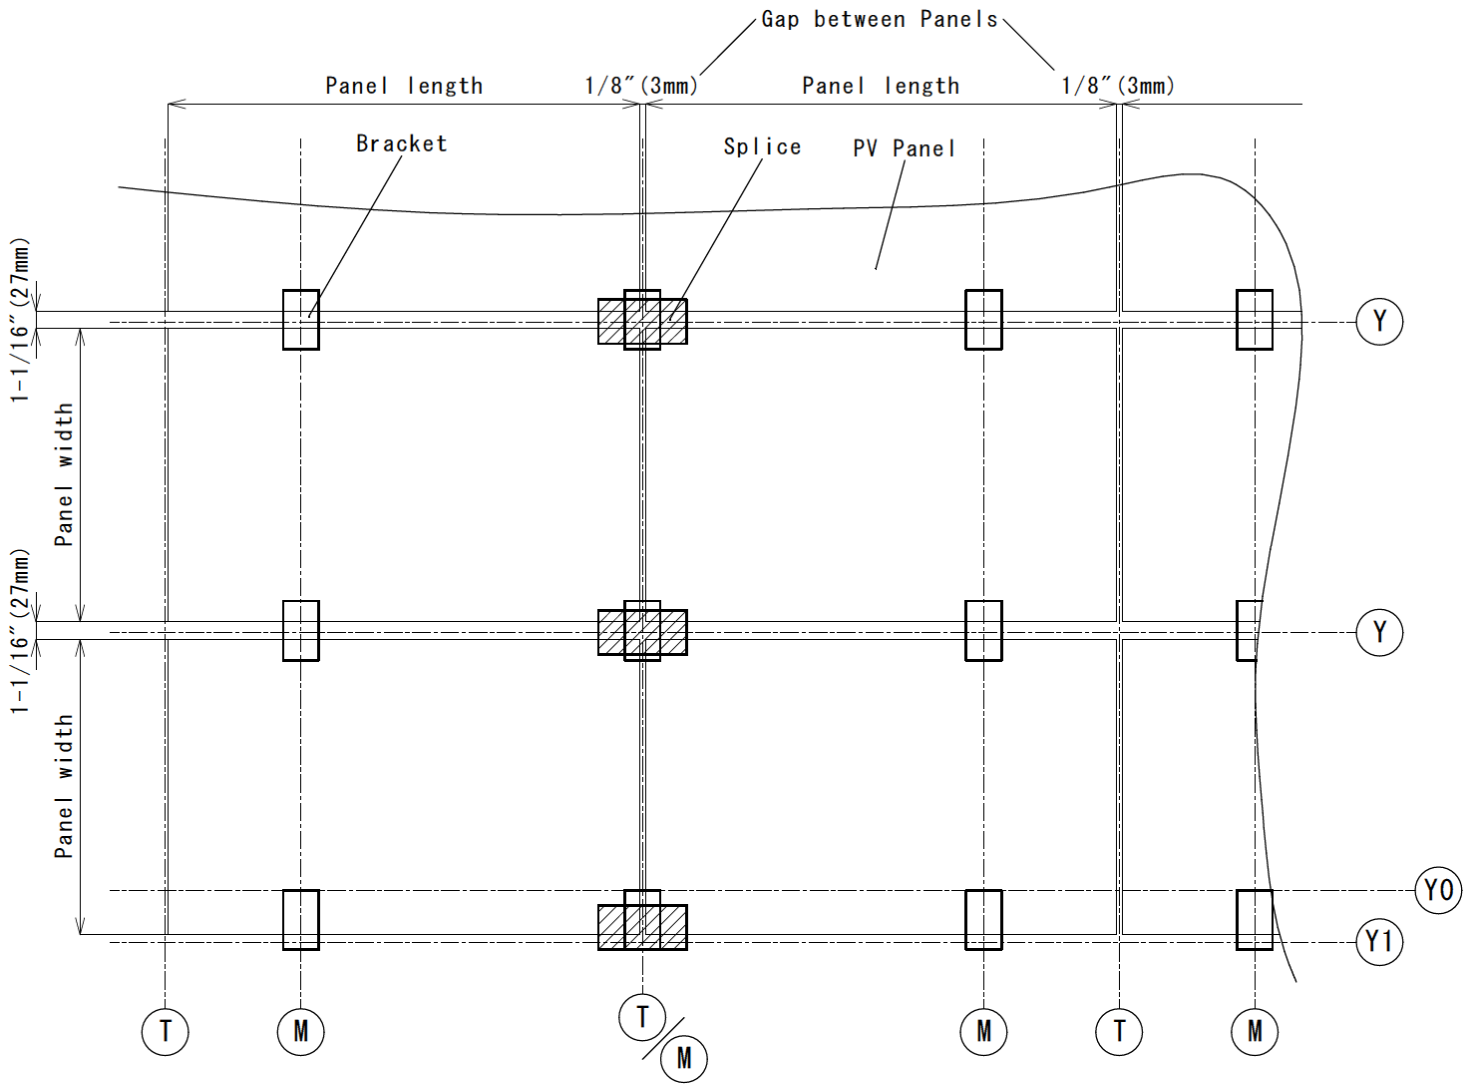 Gap between Panels
Panel length
1/8"(3mm)
Panel length
1/8"(3mm)
Bracket
Splice
PV Panel
1-1/16"(27mm)
Y
Panel width
1-1/16"(27mm)
Y
Panel width
Y0
Y1
T
M
T
M
M
T
M